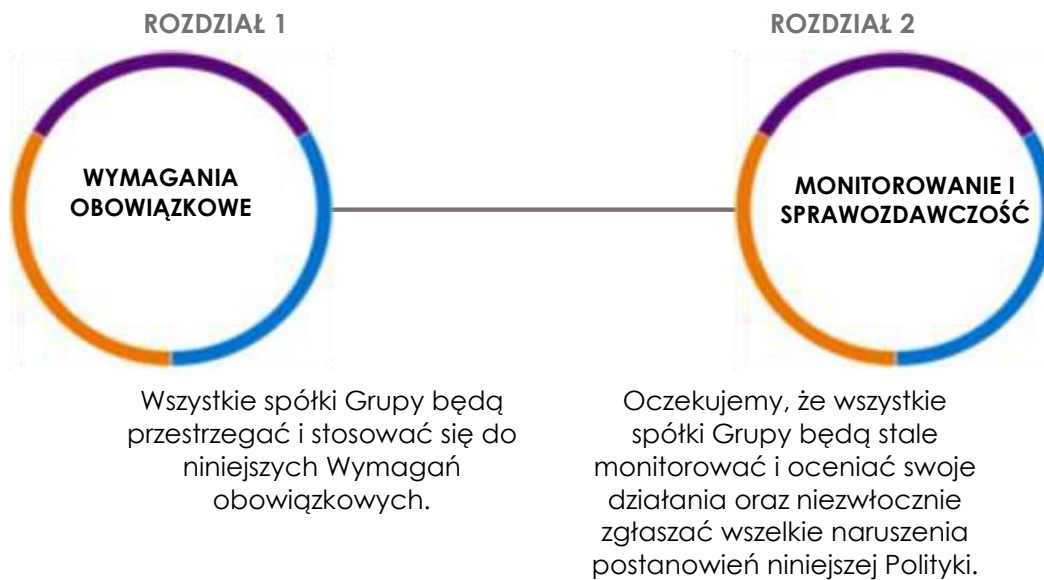 ROZDZIAŁ 1
WYMAGANIA
OBOWIĄZKOWE
Wszystkie spółki Grupy będą
przestrzegać i stosować się do
niniejszych Wymagań
obowiązkowych.
ROZDZIAŁ 2
MONITOROWANIE I
SPRAWOZDAWCZOŚĆ
Oczekujemy, że wszystkie
spółki Grupy będą stale
monitorować i oceniać swoje
działania oraz niezwłocznie
zgłaszać wszelkie naruszenia
postanowień niniejszej Polityki.